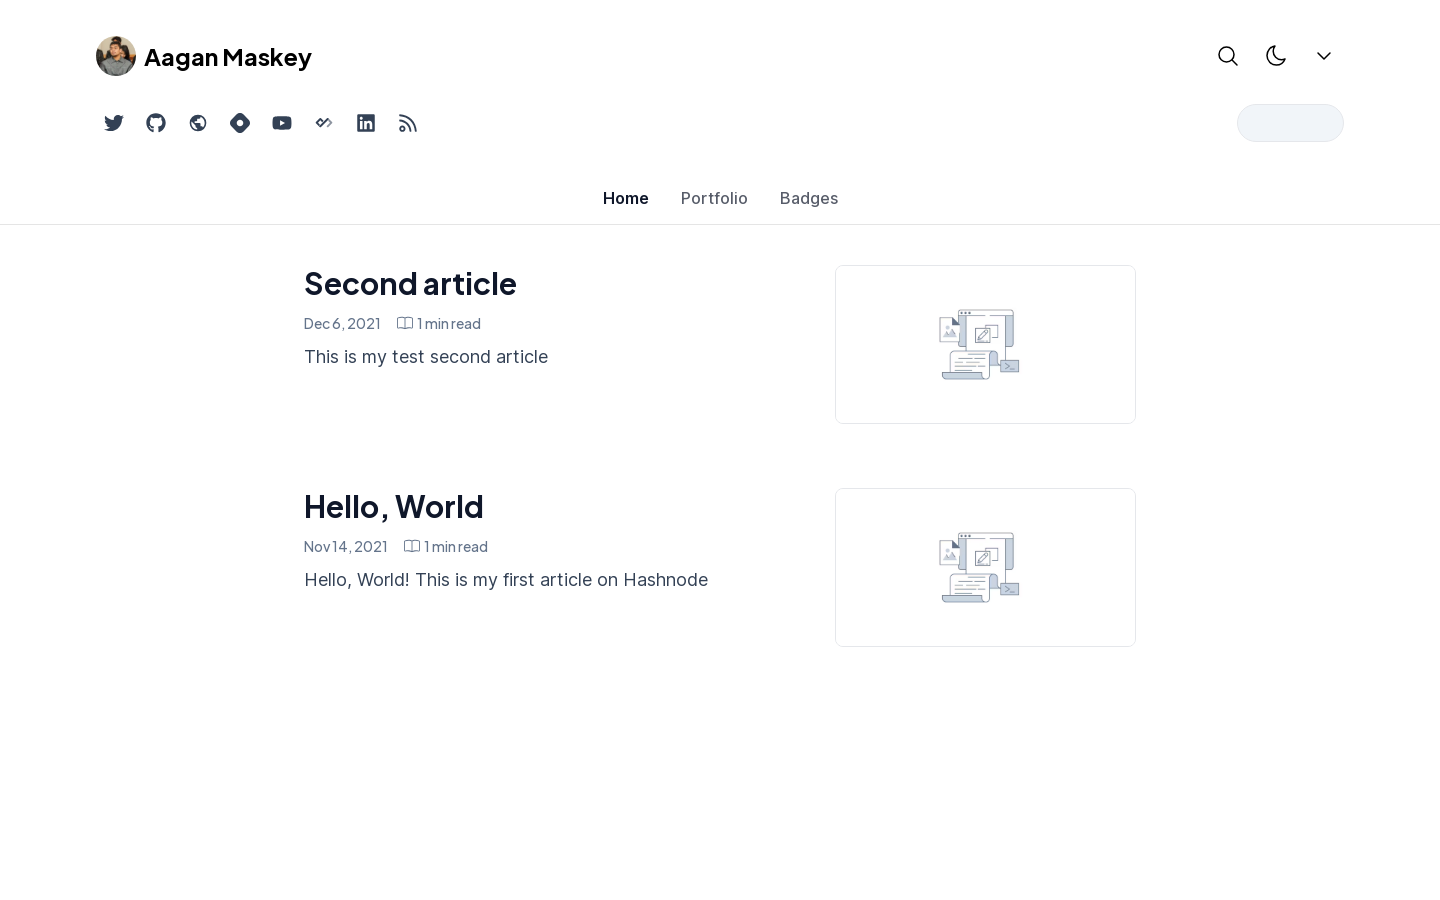 Aagan Maskey
Home Portfolio Badges
Second article
Dec 6, 2021 1 min read
This is my test second article
Hello, World
Nov 14, 2021 1 min read
Hello, World! This is my first article on Hashnode